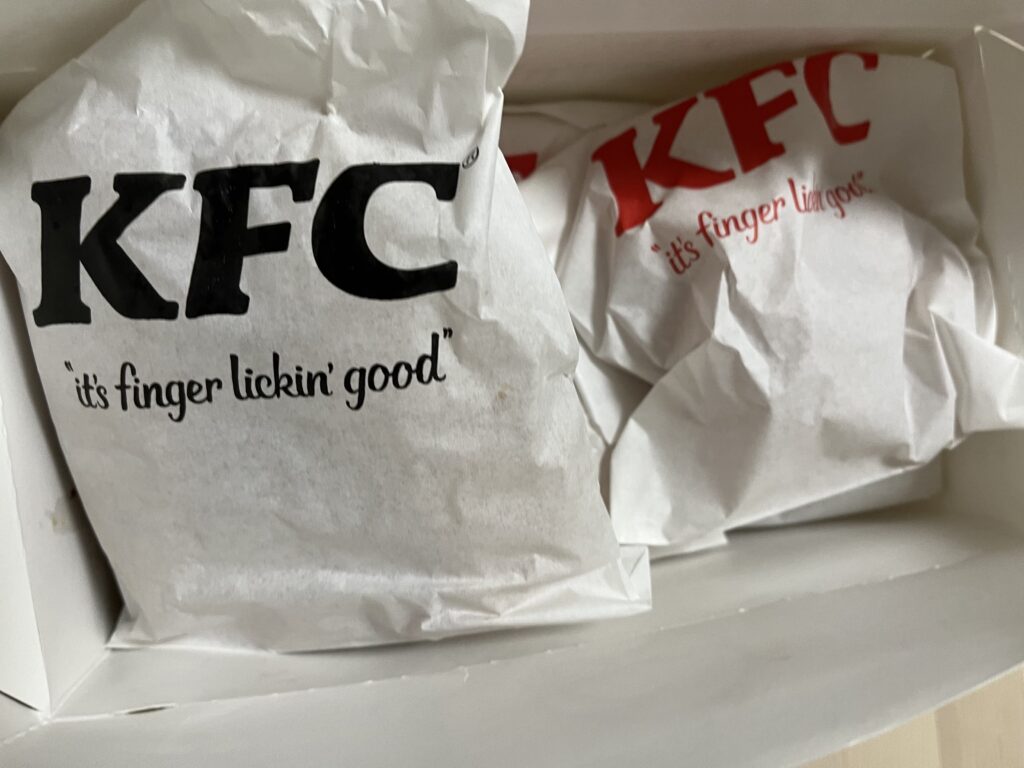 KFC®
"it's finger lickin' good"
KFC
"it's finger lickin' good"